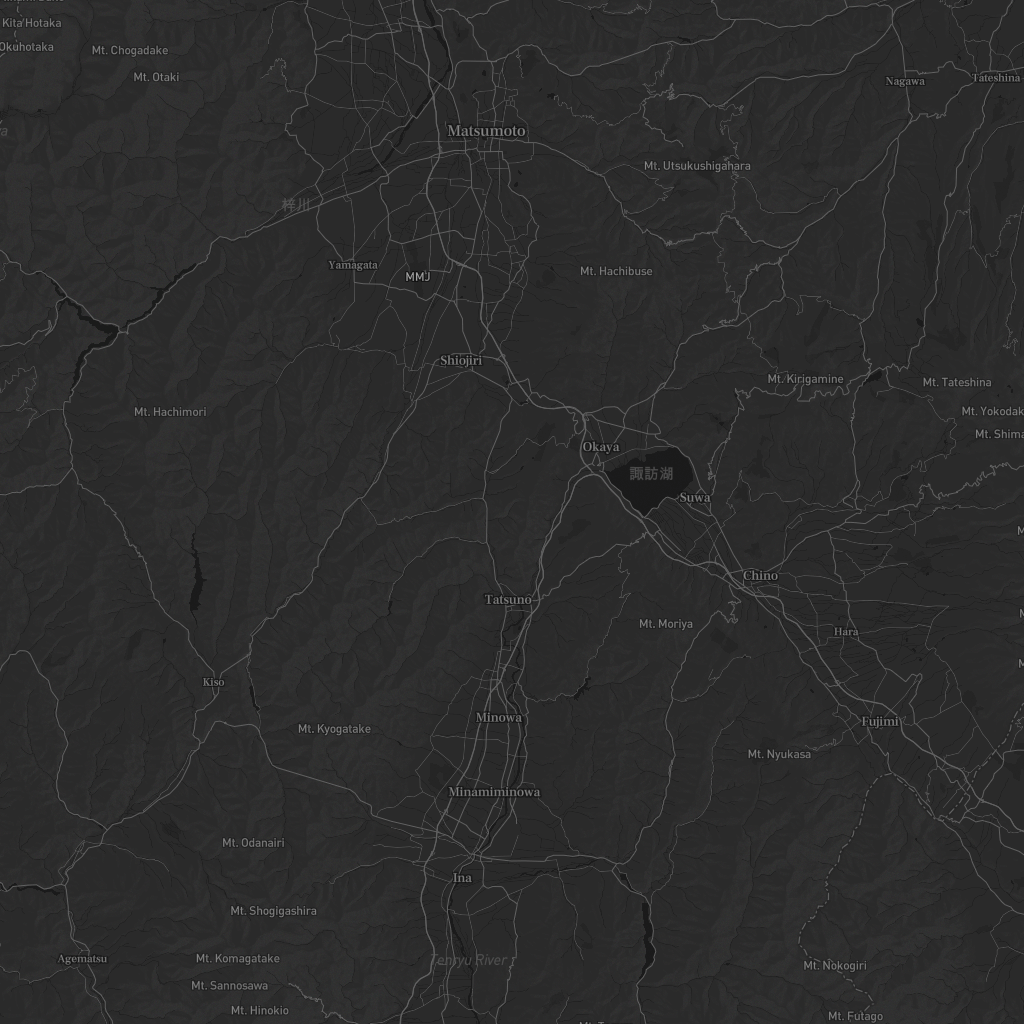 Kita Hotaka
Okuhotaka
Mt. Chogadake
Mt. Otaki
Nagawa
Tateshina
Matsumoto
Mt. Utsukushigahara
梓川
Yamagata
MMJ
Mt. Hachibuse
Shiojiri
Mt. Kirigamine
Mt. Tateshina
Mt. Hachimori
Mt. Yokodak
Mt. Shima
Okaya
諏訪湖
Suwa
Chino
Tatsuno
Mt. Moriya
Hara
Kiso
Minowa
Fujimi
Mt. Kyogatake
Mt. Nyukasa
Minamiminowa
Mt. Odanairi
Ina
Mt. Shogigashira
Agematsu
Mt. Komagatake
Tenryu River
Mt. Nokogiri
Mt. Sannosawa
Mt. Hinokio
Mt. Futago